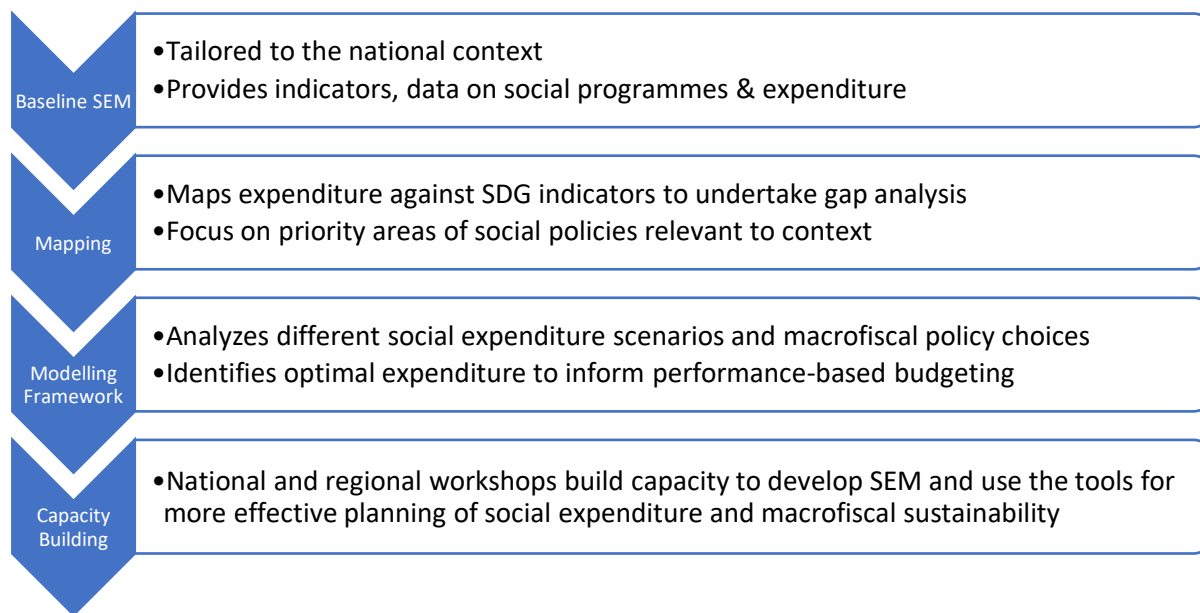 Baseline SEM
•Tailored to the national context
•Provides indicators, data on social programmes & expenditure
Mapping
•Maps expenditure against SDG indicators to undertake gap analysis
•Focus on priority areas of social policies relevant to context
Modelling
Framework
•Analyzes different social expenditure scenarios and macrofiscal policy choices
•Identifies optimal expenditure to inform performance-based budgeting
Capacity
Building
•National and regional workshops build capacity to develop SEM and use the tools for
more effective planning of social expenditure and macrofiscal sustainability